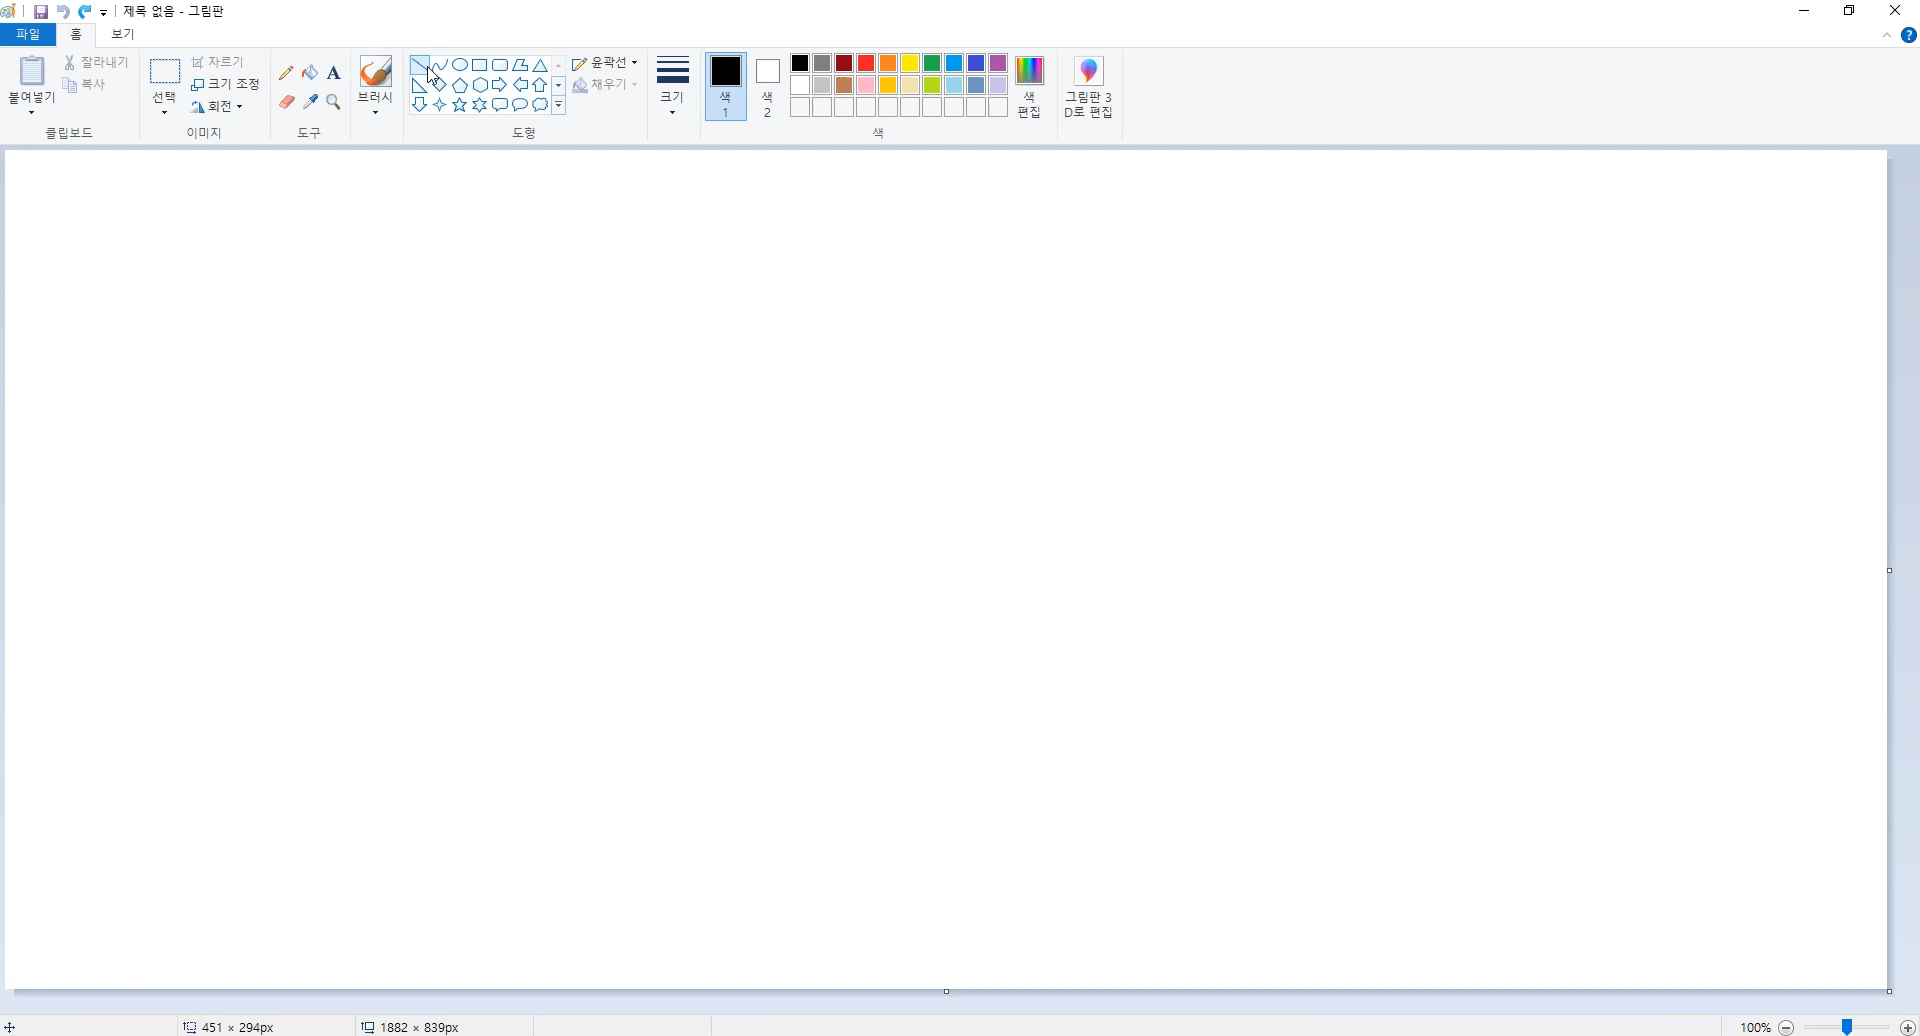 제목 없음 - 그림판
파일 홈 보기
붙여넣기
잘라내기
복사
클립보드
선택
자르기
크기 조정
회전
이미지
A
도구
브러시
윤곽선
채우기
도형
크기
색
1
색
2
색
편집
색
그림판 3
D로 편집
451 × 294px
1882 × 839px
100%